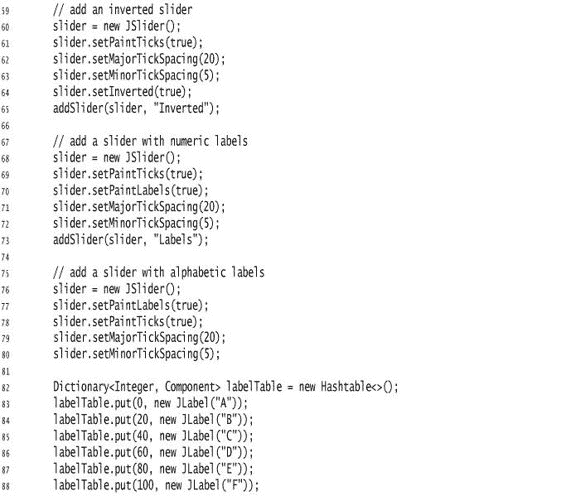 59 // add an inverted slider
60 slider = new JSlider();
61 slider.setPaintTicks(true);
62 slider.setMajorTickSpacing(20);
63 slider.setMinorTickSpacing(5);
64 slider.setInverted(true);
65 addSlider(slider, "Inverted");
66
67 // add a slider with numeric labels
68 slider = new JSlider();
69 slider.setPaintTicks(true);
70 slider.setPaintLabels(true);
71 slider.setMajorTickSpacing(20);
72 slider.setMinorTickSpacing(5);
73 addSlider(slider, "Labels");
74
75 // add a slider with alphabetic labels
76 slider = new JSlider();
77 slider.setPaintLabels(true);
78 slider.setPaintTicks(true);
79 slider.setMajorTickSpacing(20);
80 slider.setMinorTickSpacing(5);
81
82 Dictionary<Integer, Component> labelTable = new Hashtable<>();
83 labelTable.put(0, new JLabel("A"));
84 labelTable.put(20, new JLabel("B"));
85 labelTable.put(40, new JLabel("C"));
86 labelTable.put(60, new JLabel("D"));
87 labelTable.put(80, new JLabel("E"));
88 labelTable.put(100, new JLabel("F"));